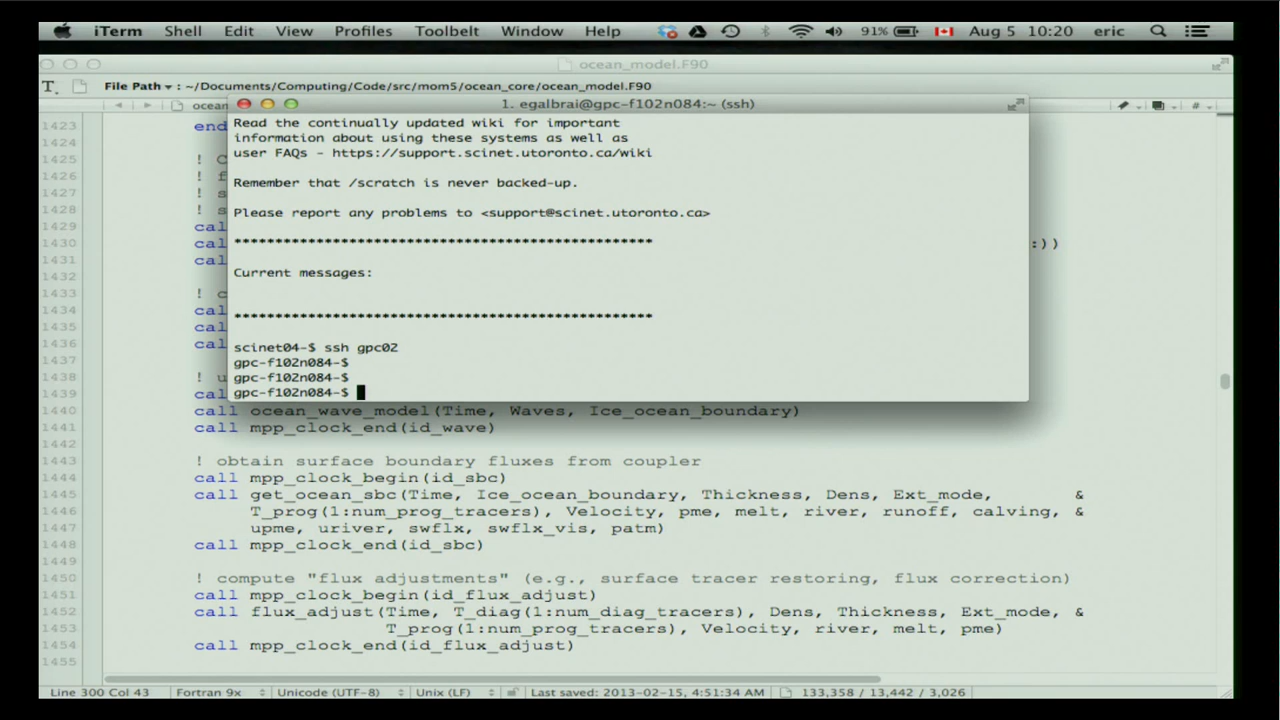 iTerm Shell Edit View Profiles Toolbelt Window Help 91% Aug 5 10:20 eric
ocean_model.F90
File Path : ~/Documents/Computing/Code/src/mom5/ocean_core/ocean_model.F90
ocean
1. egalbrai@gpc-f102n084:~ (ssh)
#
Read the continually updated wiki for important
information about using these systems as well as
user FAQs - https://support.scinet.utoronto.ca/wiki
Remember that /scratch is never backed-up.
Please report any problems to <support@scinet.utoronto.ca>
***************************************************
Current messages:
***************************************************
scinet04-$ ssh gpc02
gpc-f102n084-$
gpc-f102n084-$
gpc-f102n084-$
1423 end
1424
1425 ! C
1426 ! f
1427 ! s
1428 ! s
1429 cal
1430 cal :))
1431 cal
1432
1433 ! c
1434 cal
1435 cal
1436 cal
1437
1438 ! u
1439 cal
1440 call ocean_wave_model(Time, Waves, Ice_ocean_boundary)
1441 call mpp_clock_end(id_wave)
1442
1443 ! obtain surface boundary fluxes from coupler
1444 call mpp_clock_begin(id_sbc)
1445 call get_ocean_sbc(Time, Ice_ocean_boundary, Thickness, Dens, Ext_mode, &
1446 T_prog(1:num_prog_tracers), Velocity, pme, melt, river, runoff, calving, &
1447 upme, uriver, swflx, swflx_vis, patm)
1448 call mpp_clock_end(id_sbc)
1449
1450 ! compute "flux adjustments" (e.g., surface tracer restoring, flux correction)
1451 call mpp_clock_begin(id_flux_adjust)
1452 call flux_adjust(Time, T_diag(1:num_diag_tracers), Dens, Thickness, Ext_mode, &
1453 T_prog(1:num_prog_tracers), Velocity, river, melt, pme)
1454 call mpp_clock_end(id_flux_adjust)
1455
Line 300 Col 43 Fortran 9x Unicode (UTF-8) Unix (LF) Last saved: 2013-02-15, 4:51:34 AM 133,358 / 13,442 / 3,026